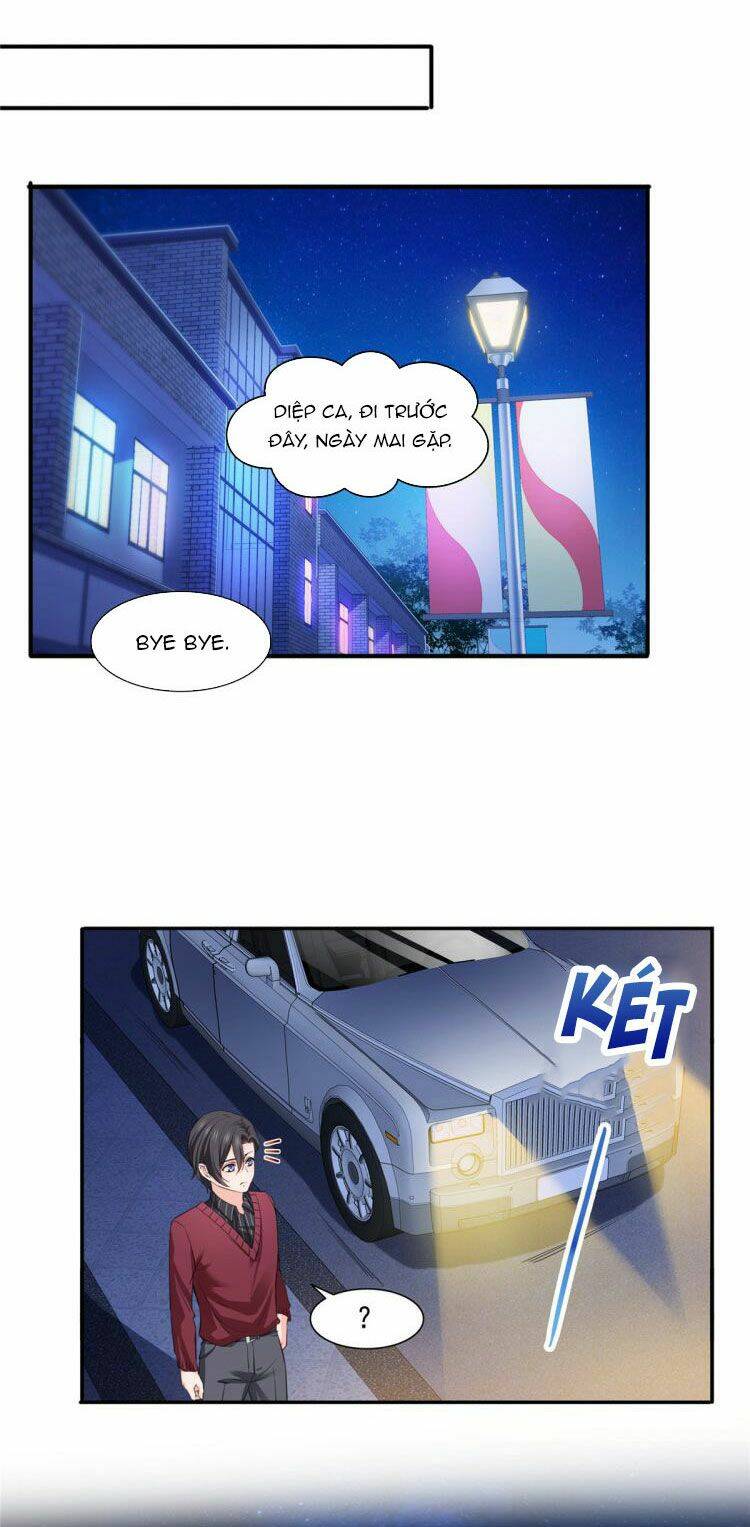 DIỆP CA, ĐI TRƯỚC
ĐÂY, NGÀY MAI GẶP.
BYE BYE.
KÉT
?